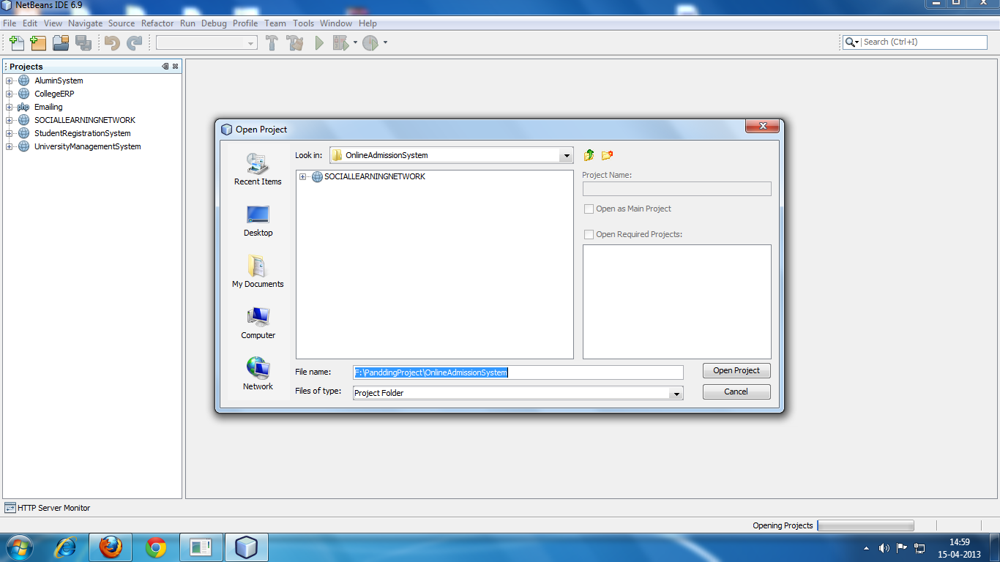 NetBeans IDE 6.9
File Edit View Navigate Source Refactor Run Debug Profile Team Tools Window Help
Search (Ctrl+I)
Projects
AluminSystem
CollegeERP
php Emailing
SOCIALLEARNINGNETWORK
StudentRegistrationSystem
UniversityManagementSystem
Open Project
Look in: OnlineAdmissionSystem
Recent Items
Desktop
My Documents
Computer
Network
SOCIALLEARNINGNETWORK
Project Name:
Open as Main Project
Open Required Projects:
File name: F:\PanddingProject\OnlineAdmissionSystem
Open Project
Files of type: Project Folder
Cancel
HTTP Server Monitor
Opening Projects
14:59
15-04-2013